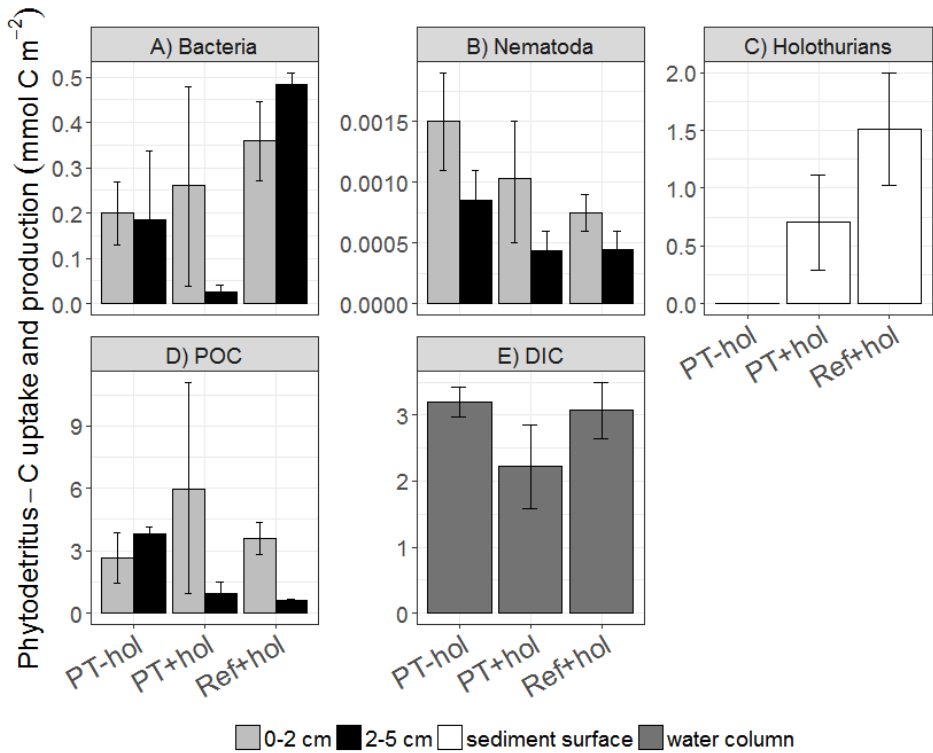 Phytodetritus – C uptake and production (mmol C m⁻²)
A) Bacteria
0.5
0.4
0.3
0.2
0.1
0.0
B) Nematoda
0.0015
0.0010
0.0005
0.0000
C) Holothurians
2.0
1.5
1.0
0.5
0.0
PT-hol
PT+hol
Ref+hol
D) POC
9
6
3
0
PT-hol
PT+hol
Ref+hol
E) DIC
3
2
1
0
PT-hol
PT+hol
Ref+hol
0-2 cm 2-5 cm sediment surface water column